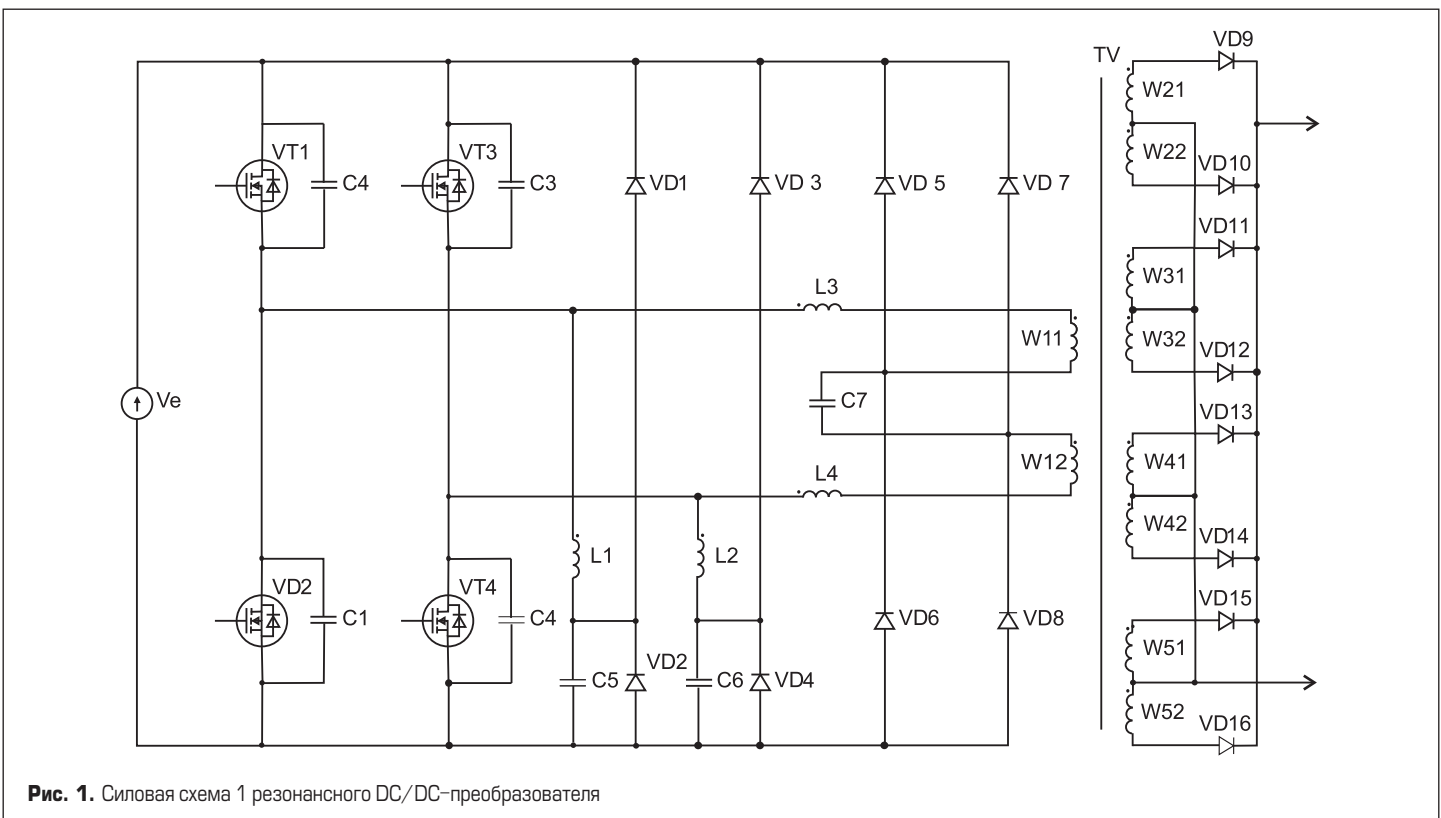 VD9
TV
W21
VT1
C4
VT3
C3
VD1
VD 3
VD 5
VD 7
W22
VD10
VD11
W31
L3
W11
W32
VD12
Ve
C7
VD13
W12
W41
L4
W42
VD14
L1
L2
VD2
C1
VT4
C4
VD6
VD8
VD15
W51
VD2
C5
C6
VD4
W52
VD16
Рис. 1. Силовая схема 1 резонансного DC/DC-преобразователя